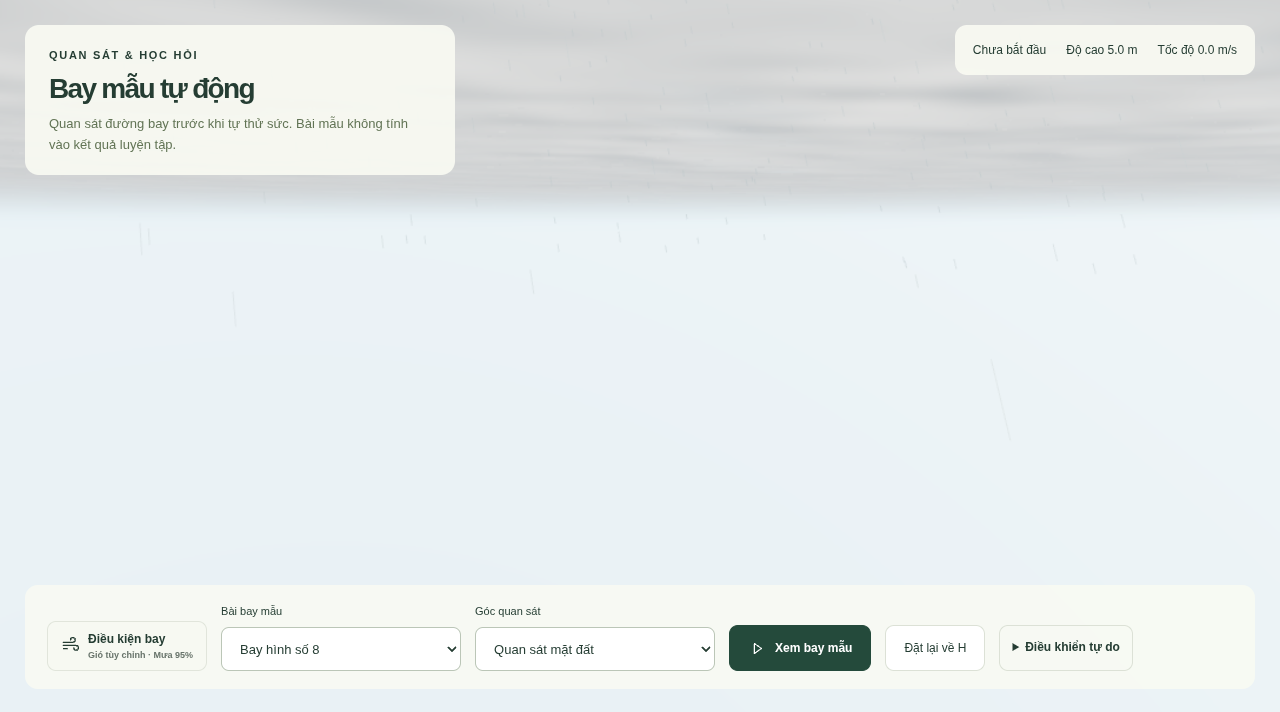 QUAN SÁT & HỌC HỎI
Bay mẫu tự động
Quan sát đường bay trước khi tự thử sức. Bài mẫu không tính
vào kết quả luyện tập.
Chưa bắt đầu Độ cao 5.0 m Tốc độ 0.0 m/s
Điều kiện bay
Gió tùy chỉnh · Mưa 95%
Bài bay mẫu
Bay hình số 8
Góc quan sát
Quan sát mặt đất
Xem bay mẫu
Đặt lại về H
Điều khiển tự do